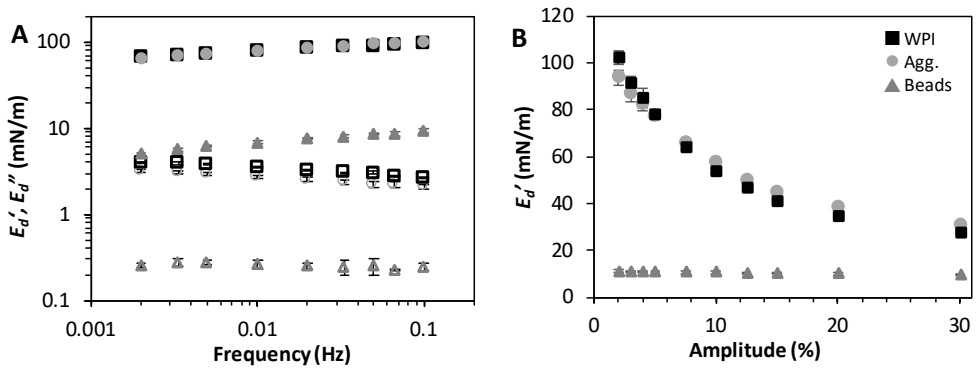 A
E_d′, E_d″ (mN/m)
100
10
1
0.1
0.001
0.01
0.1
Frequency (Hz)
B
E_d′ (mN/m)
120
100
80
60
40
20
0
0
10
20
30
Amplitude (%)
WPI
Agg.
Beads